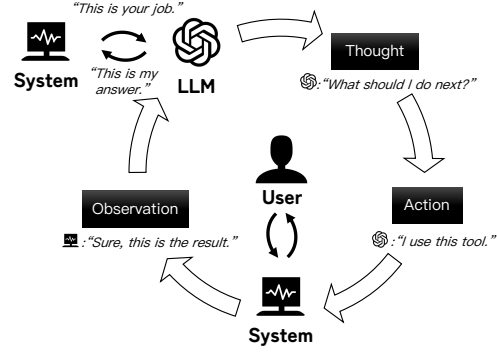 “This is your job.”
System
“This is my
answer.”
LLM
Thought
:“What should I do next?”
Action
:“I use this tool.”
User
System
Observation
:“Sure, this is the result.”